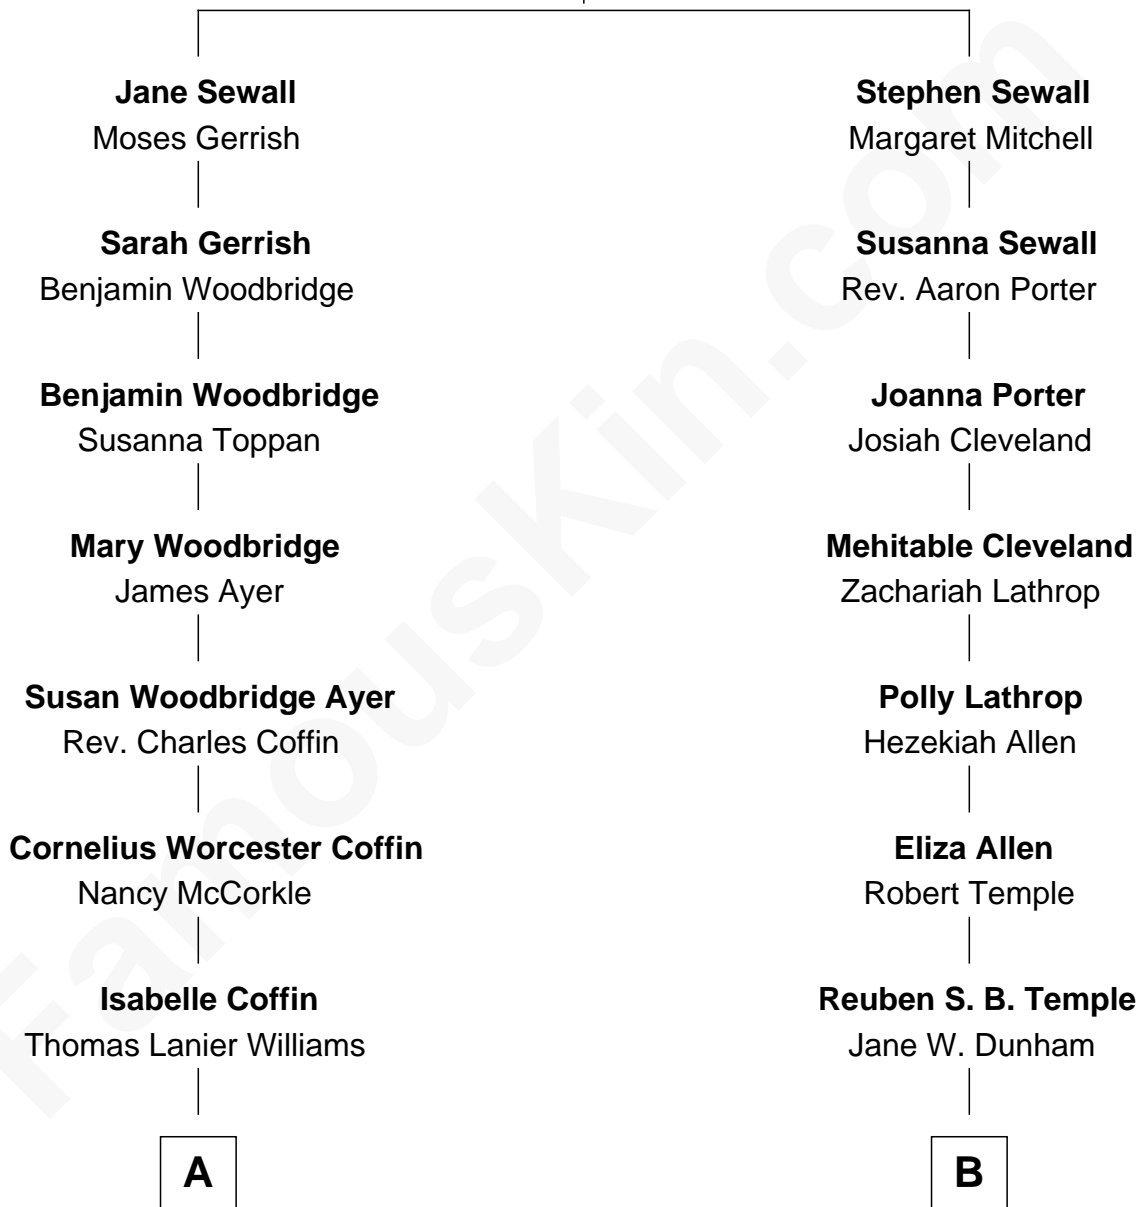 Jane Sewall
Moses Gerrish
Stephen Sewall
Margaret Mitchell
Sarah Gerrish
Benjamin Woodbridge
Susanna Sewall
Rev. Aaron Porter
Benjamin Woodbridge
Susanna Toppan
Joanna Porter
Josiah Cleveland
Mary Woodbridge
James Ayer
Mehitable Cleveland
Zachariah Lathrop
Susan Woodbridge Ayer
Rev. Charles Coffin
Polly Lathrop
Hezekiah Allen
Cornelius Worcester Coffin
Nancy McCorkle
Eliza Allen
Robert Temple
Isabelle Coffin
Thomas Lanier Williams
Reuben S. B. Temple
Jane W. Dunham
A
B
FamousKin.com